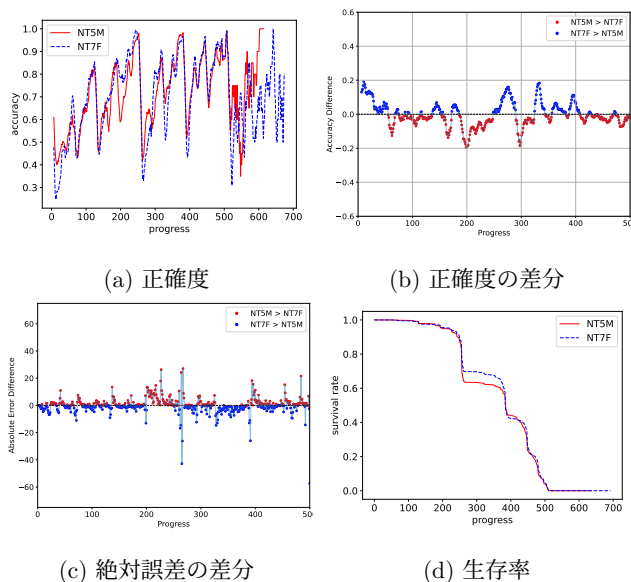 1.0
0.9
0.8
0.7
0.6
0.5
0.4
0.3
accuracy
NT5M
NT7F
0 100 200 300 400 500 600 700
progress
(a) 正確度
0.6
0.4
0.2
0.0
−0.2
−0.4
−0.6
Accuracy Difference
NT5M > NT7F
NT7F > NT5M
0 100 200 300 400 500
Progress
(b) 正確度の差分
60
40
20
0
−20
−40
−60
Absolute Error Difference
NT5M > NT7F
NT7F > NT5M
0 100 200 300 400 500
Progress
(c) 絶対誤差の差分
1.0
0.8
0.6
0.4
0.2
0.0
survival rate
NT5M
NT7F
0 100 200 300 400 500 600 700
progress
(d) 生存率